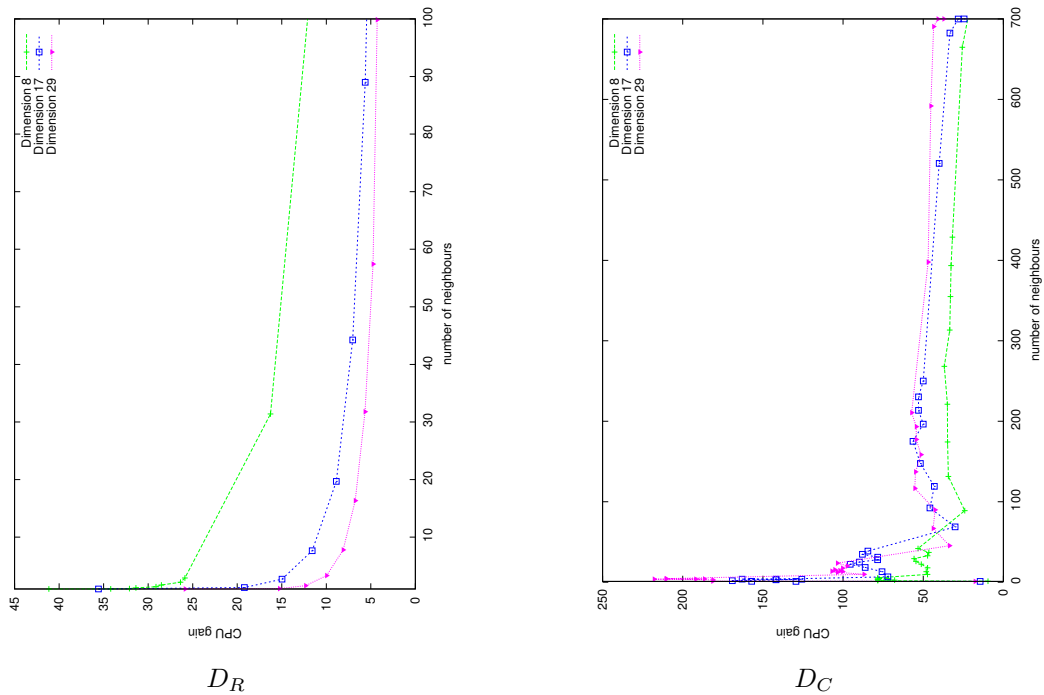 Dimension 8
Dimension 17
Dimension 29
CPU gain
45
40
35
30
25
20
15
10
5
0
number of neighbours
10
20
30
40
50
60
70
80
90
100
D_R
Dimension 8
Dimension 17
Dimension 29
CPU gain
250
200
150
100
50
0
number of neighbours
0
100
200
300
400
500
600
700
D_C